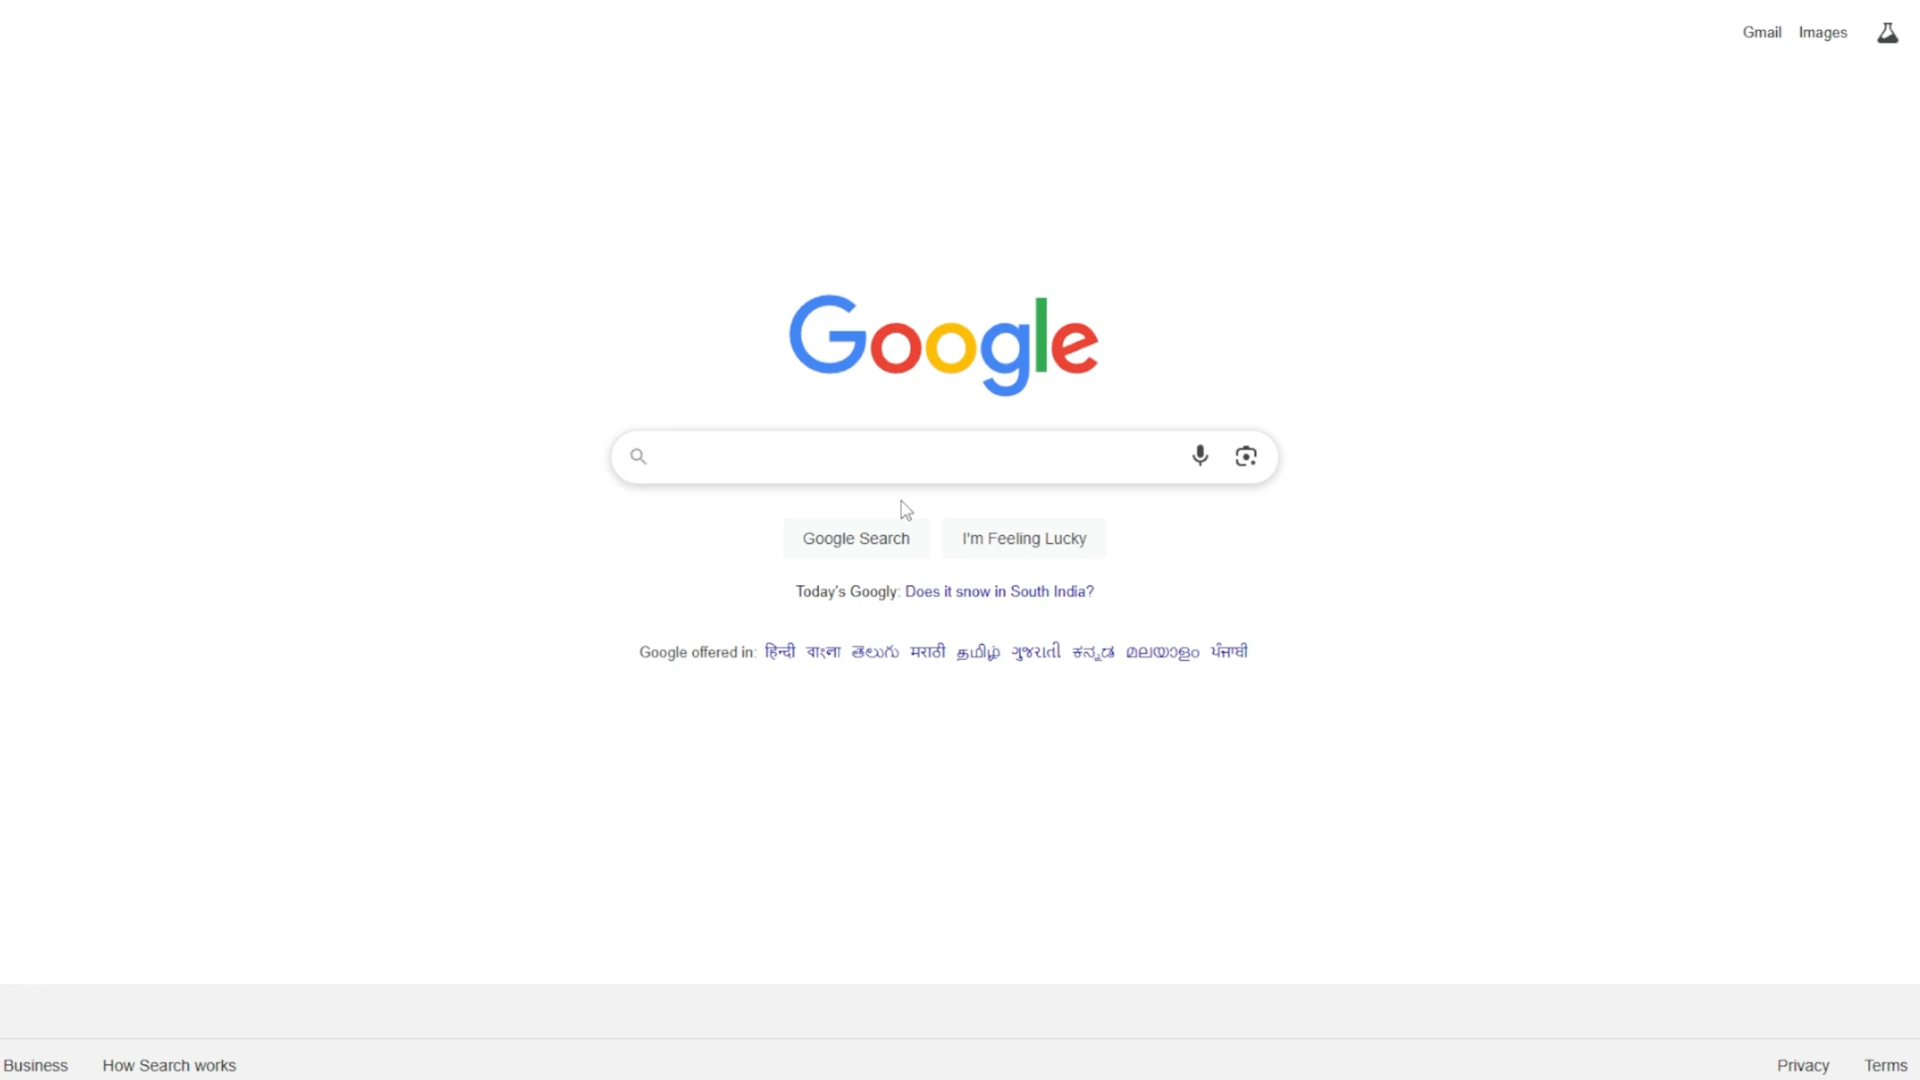 Gmail Images
Google
Google Search I'm Feeling Lucky
Today's Googly: Does it snow in South India?
Google offered in: हिन्दी বাংলা తెలుగు मराठी தமிழ் ગુજરાતી ಕನ್ನಡ മലയാളം ਪੰਜਾਬੀ
Business How Search works Privacy Terms